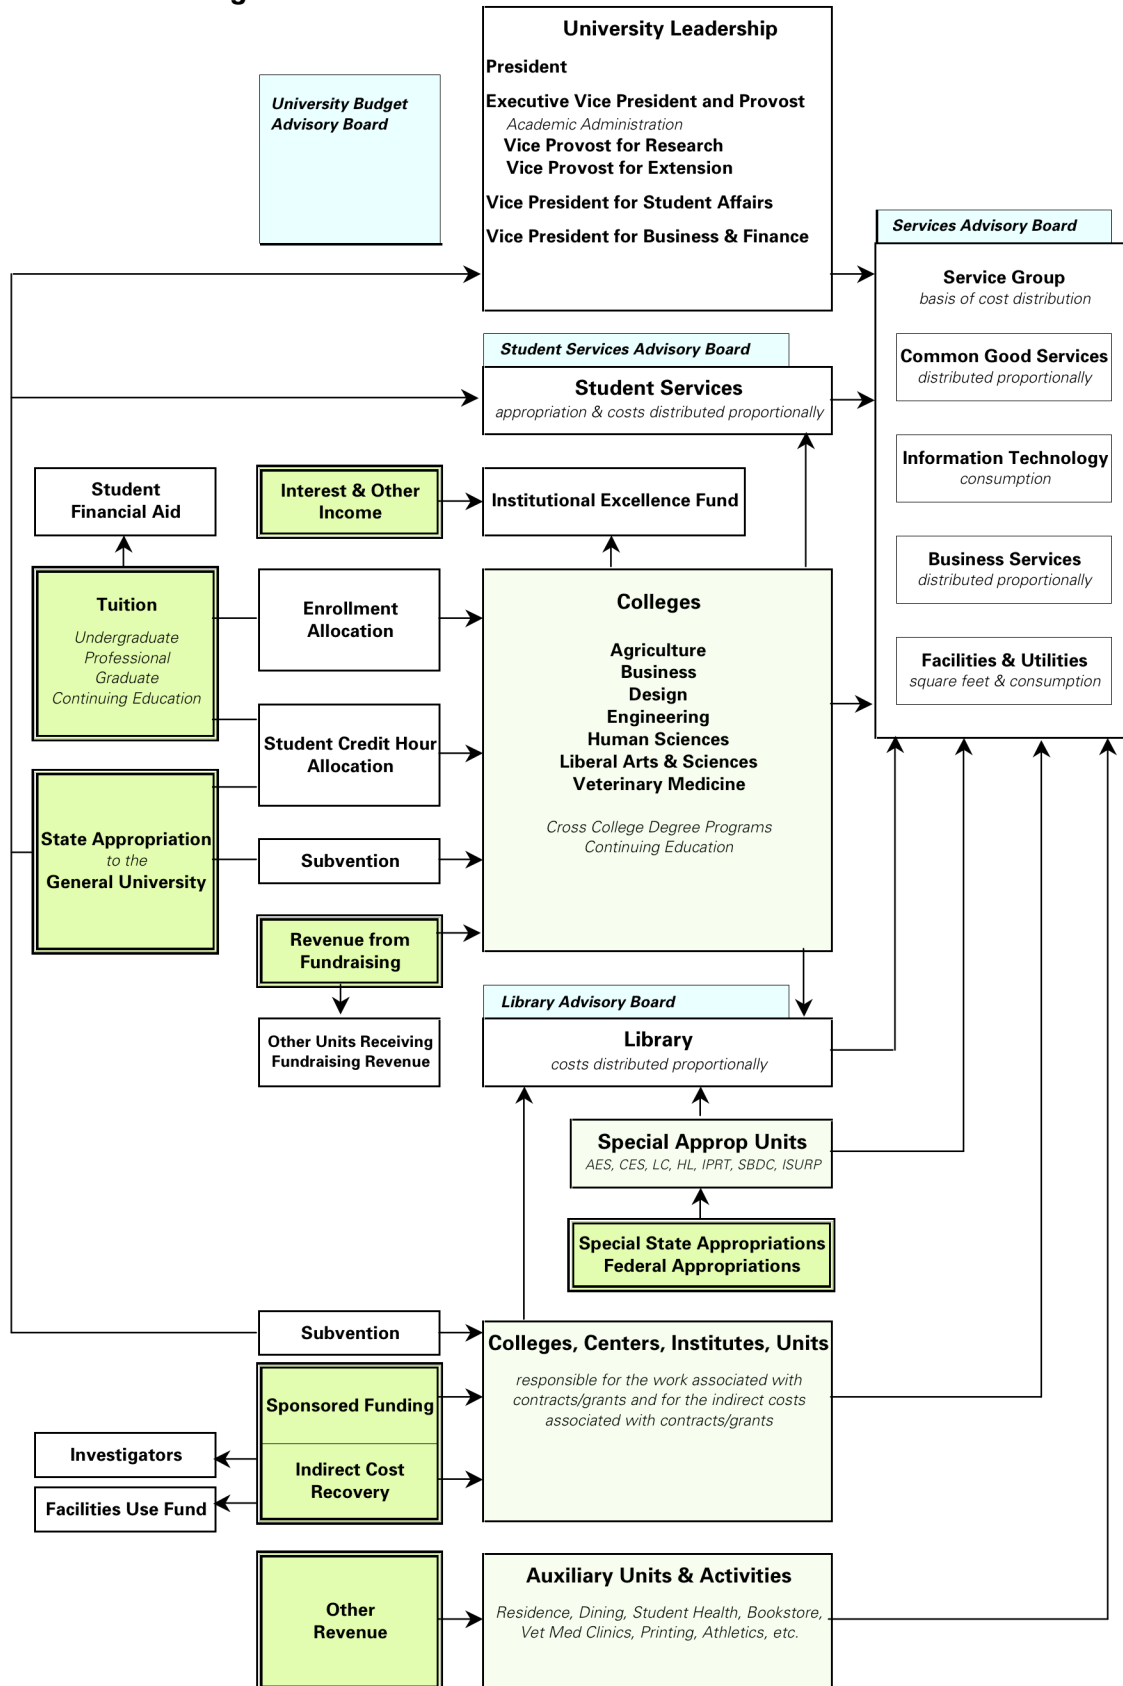 University Leadership
President
Executive Vice President and Provost
Academic Administration
Vice Provost for Research
Vice Provost for Extension
Vice President for Student Affairs
Vice President for Business & Finance
University Budget
Advisory Board
Services Advisory Board
Service Group
basis of cost distribution
Common Good Services
distributed proportionally
Information Technology
consumption
Business Services
distributed proportionally
Facilities & Utilities
square feet & consumption
Student Services Advisory Board
Student Services
appropriation & costs distributed proportionally
Student
Financial Aid
Interest & Other
Income
Institutional Excellence Fund
Tuition
Undergraduate
Professional
Graduate
Continuing Education
Enrollment
Allocation
Student Credit Hour
Allocation
Colleges
Agriculture
Business
Design
Engineering
Human Sciences
Liberal Arts & Sciences
Veterinary Medicine
Cross College Degree Programs
Continuing Education
State Appropriation
to the
General University
Subvention
Revenue from
Fundraising
Other Units Receiving
Fundraising Revenue
Library Advisory Board
Library
costs distributed proportionally
Special Approp Units
AES, CES, LC, HL, IPRT, SBDC, ISURP
Special State Appropriations
Federal Appropriations
Subvention
Colleges, Centers, Institutes, Units
responsible for the work associated with
contracts/grants and for the indirect costs
associated with contracts/grants
Sponsored Funding
Indirect Cost
Recovery
Investigators
Facilities Use Fund
Other
Revenue
Auxiliary Units & Activities
Residence, Dining, Student Health, Bookstore,
Vet Med Clinics, Printing, Athletics, etc.